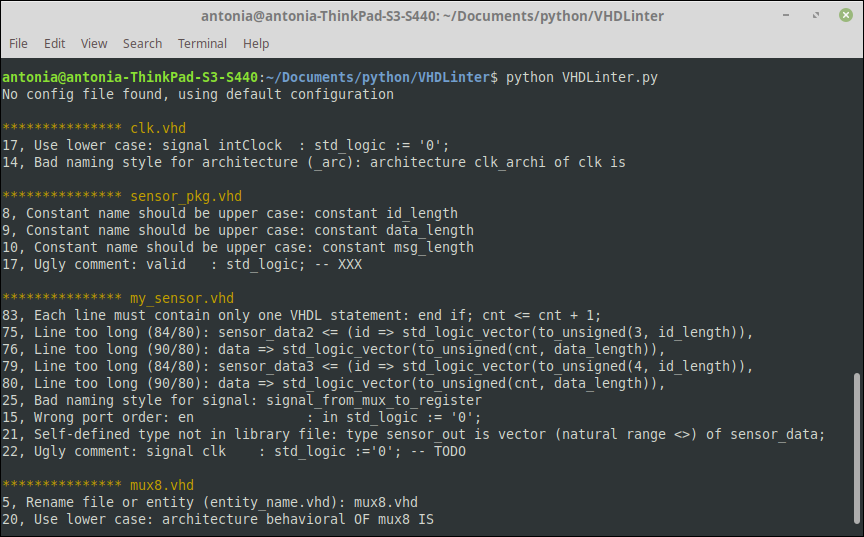 antonia@antonia-ThinkPad-S3-S440: ~/Documents/python/VHDLinter
File Edit View Search Terminal Help
antonia@antonia-ThinkPad-S3-S440:~/Documents/python/VHDLinter$ python VHDLinter.py
No config file found, using default configuration
*************** clk.vhd
17, Use lower case: signal intClock  : std_logic := '0';
14, Bad naming style for architecture (_arc): architecture clk_archi of clk is
*************** sensor_pkg.vhd
8, Constant name should be upper case: constant id_length
9, Constant name should be upper case: constant data_length
10, Constant name should be upper case: constant msg_length
17, Ugly comment: valid   : std_logic; -- XXX
*************** my_sensor.vhd
83, Each line must contain only one VHDL statement: end if; cnt <= cnt + 1;
75, Line too long (84/80): sensor_data2 <= (id => std_logic_vector(to_unsigned(3, id_length)),
76, Line too long (90/80): data => std_logic_vector(to_unsigned(cnt, data_length)),
79, Line too long (84/80): sensor_data3 <= (id => std_logic_vector(to_unsigned(4, id_length)),
80, Line too long (90/80): data => std_logic_vector(to_unsigned(cnt, data_length)),
25, Bad naming style for signal: signal_from_mux_to_register
15, Wrong port order: en            : in std_logic := '0';
21, Self-defined type not in library file: type sensor_out is vector (natural range <>) of sensor_data;
22, Ugly comment: signal clk    : std_logic :='0'; -- TODO
*************** mux8.vhd
5, Rename file or entity (entity_name.vhd): mux8.vhd
20, Use lower case: architecture behavioral OF mux8 IS